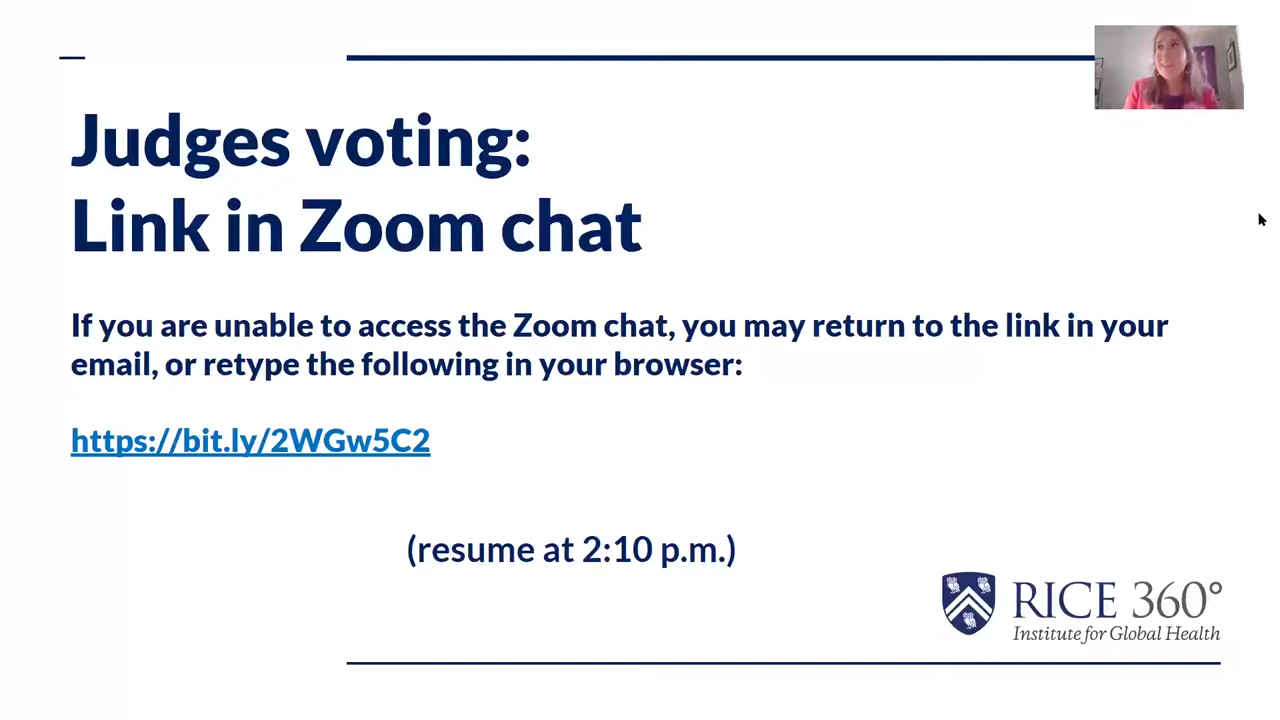 Judges voting:
Link in Zoom chat
If you are unable to access the Zoom chat, you may return to the link in your
email, or retype the following in your browser:
https://bit.ly/2WGw5C2
(resume at 2:10 p.m.)
RICE 360°
Institute for Global Health